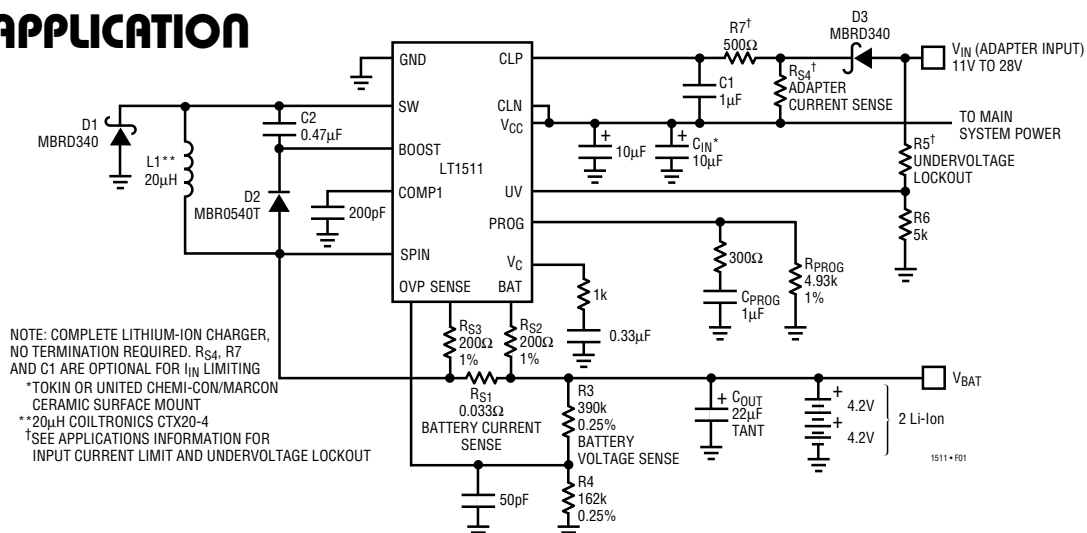 APPLICATION
GND
SW
BOOST
COMP1
SPIN
OVP SENSE
BAT
LT1511
CLP
CLN
VCC
UV
PROG
VC
D1
MBRD340
L1**
20µH
C2
0.47µF
D2
MBR0540T
200pF
R7†
500Ω
C1
1µF
RS4†
ADAPTER
CURRENT SENSE
D3
MBRD340
VIN (ADAPTER INPUT)
11V TO 28V
TO MAIN
SYSTEM POWER
+
10µF
+
CIN*
10µF
R5†
UNDERVOLTAGE
LOCKOUT
R6
5k
300Ω
CPROG
1µF
RPROG
4.93k
1%
1k
0.33µF
RS3
200Ω
1%
RS2
200Ω
1%
RS1
0.033Ω
BATTERY CURRENT
SENSE
R3
390k
0.25%
BATTERY
VOLTAGE SENSE
R4
162k
0.25%
50pF
+ COUT
22µF
TANT
+
4.2V
+
4.2V
2 Li-Ion
VBAT
NOTE: COMPLETE LITHIUM-ION CHARGER,
NO TERMINATION REQUIRED. RS4, R7
AND C1 ARE OPTIONAL FOR IIN LIMITING
*TOKIN OR UNITED CHEMI-CON/MARCON
CERAMIC SURFACE MOUNT
**20µH COILTRONICS CTX20-4
†SEE APPLICATIONS INFORMATION FOR
INPUT CURRENT LIMIT AND UNDERVOLTAGE LOCKOUT
1511 • F01